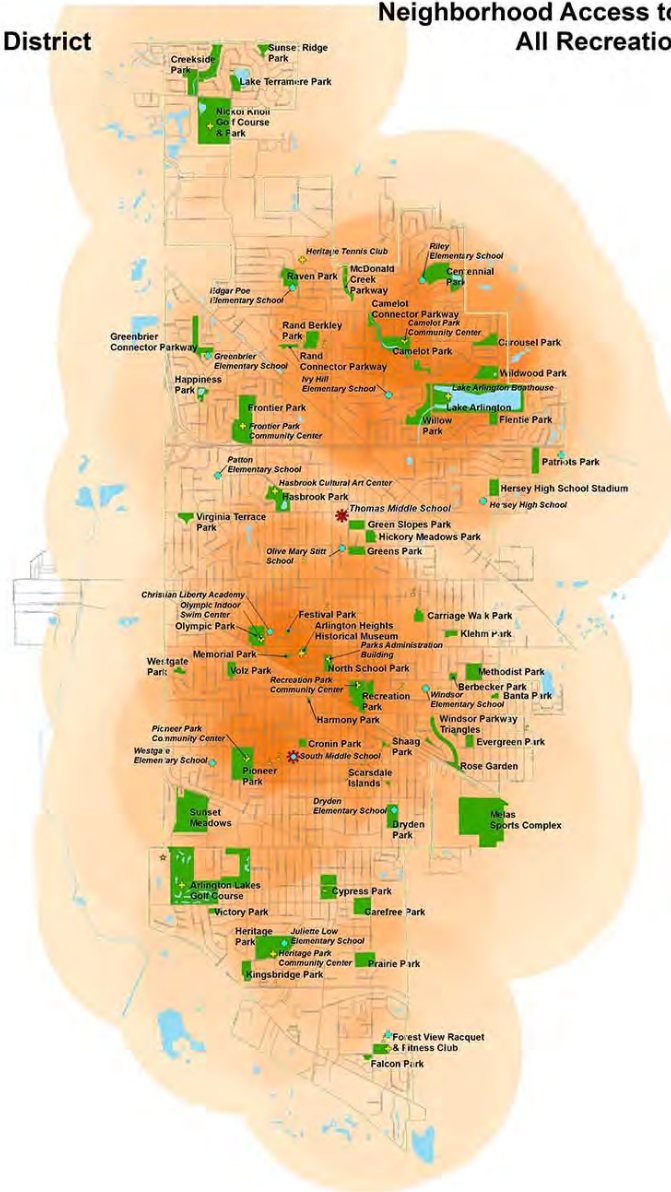 Neighborhood Access to
District
All Recreatio
Creekside
Park
Sunset Ridge
Park
Lake Terramere Park
Nickol Knoll
Golf Course
& Park
Heritage Tennis Club
Riley
Elementary School
Raven Park
McDonald
Creek
Parkway
Centennial
Park
Edgar Poe
Elementary School
Camelot
Connector Parkway
Camelot Park
Community Center
Rand Berkley
Park
Greenbrier
Connector Parkway
Carousel Park
Greenbrier
Elementary School
Rand
Connector Parkway
Camelot Park
Wildwood Park
Happiness
Park
Ivy Hill
Elementary School
Lake Arlington Boathouse
Frontier Park
Lake Arlington
Willow
Park
Flentie Park
Frontier Park
Community Center
Patton
Elementary School
Patriots Park
Hasbrook Cultural Art Center
Hasbrook Park
Hersey High School Stadium
Hersey High School
Thomas Middle School
Virginia Terrace
Park
Green Slopes Park
Hickory Meadows Park
Olive Mary Stitt
School
Greens Park
Christian Liberty Academy
Olympic Indoor
Swim Center
Olympic Park
Festival Park
Arlington Heights
Historical Museum
Carriage Walk Park
Klehm Park
Memorial Park
Parks Administration
Building
Westgate
Park
Volz Park
North School Park
Methodist Park
Recreation Park
Community Center
Berbecker Park
Banta Park
Recreation
Park
Windsor
Elementary School
Harmony Park
Windsor Parkway
Triangles
Pioneer Park
Community Center
Cronin Park
Shaag
Park
Evergreen Park
Westgate
Elementary School
South Middle School
Pioneer
Park
Rose Garden
Scarsdale
Islands
Dryden
Elementary School
Sunset
Meadows
Dryden
Park
Melas
Sports Complex
Arlington Lakes
Golf Course
Cypress Park
Victory Park
Carefree Park
Heritage
Park
Juliette Low
Elementary School
Heritage Park
Community Center
Prairie Park
Kingsbridge Park
Forest View Racquet
& Fitness Club
Falcon Park